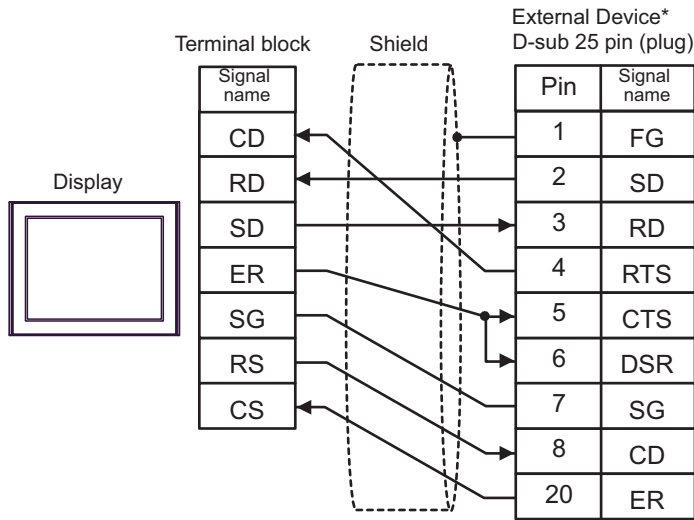 External Device*
Terminal block Shield D-sub 25 pin (plug)
Signal name
Pin Signal name
CD 1 FG
Display
RD 2 SD
SD 3 RD
ER 4 RTS
SG 5 CTS
RS 6 DSR
CS 7 SG
8 CD
20 ER